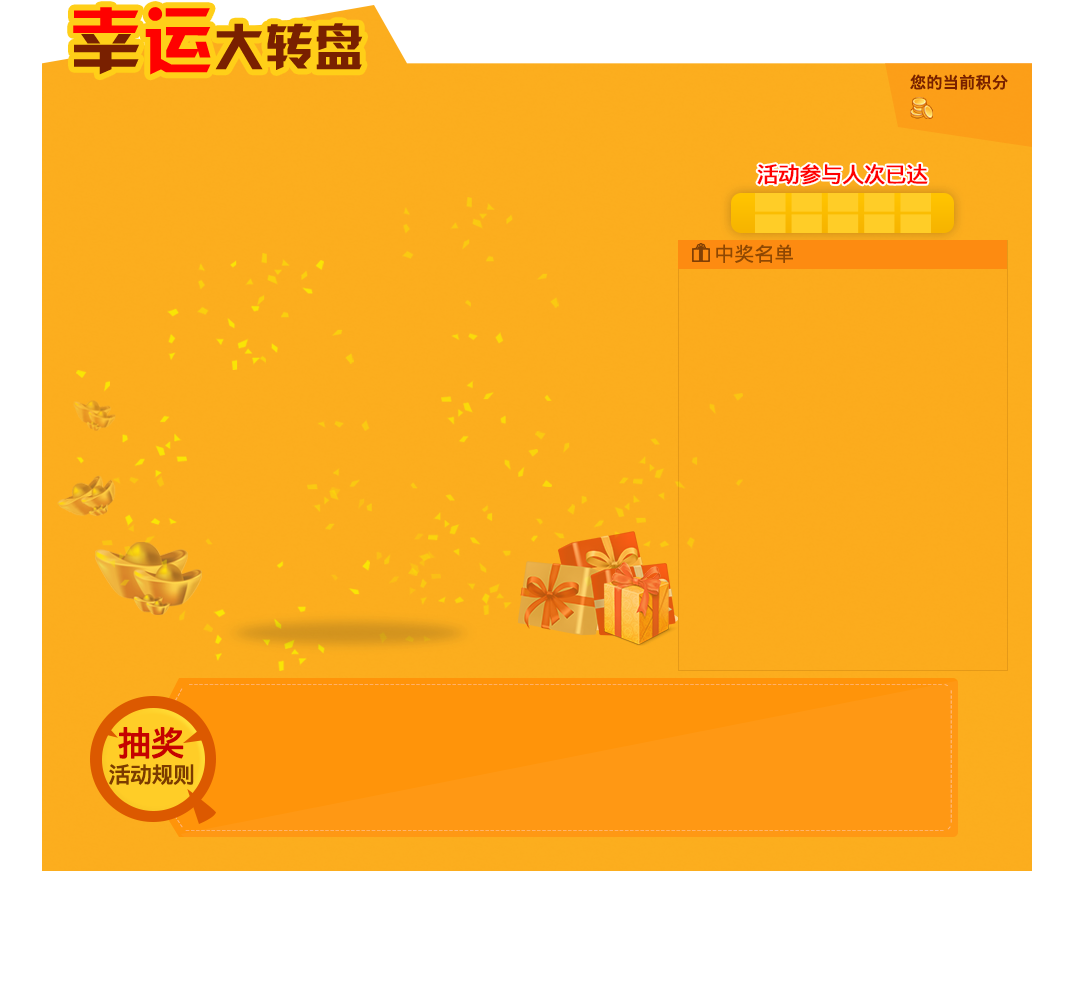 幸运大转盘
您的当前积分
活动参与人次已达
中奖名单
抽奖
活动规则